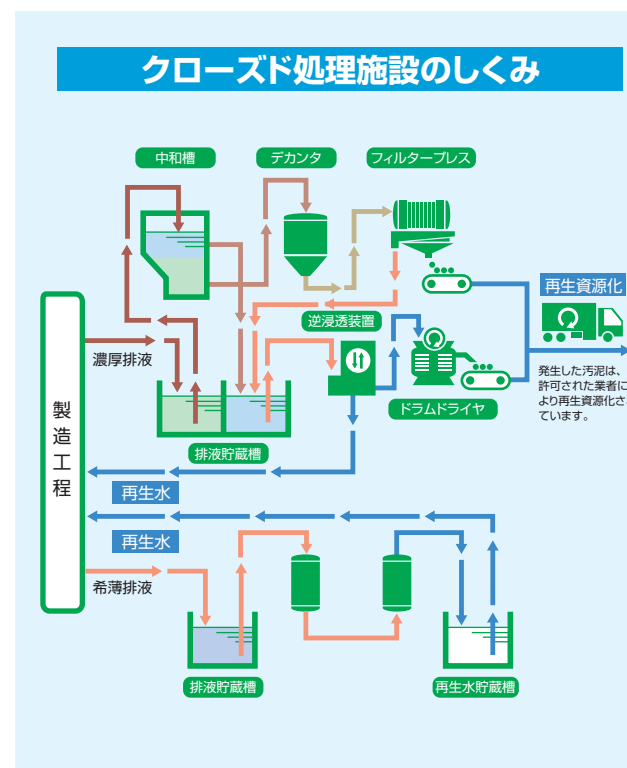 クローズド処理施設のしくみ
中和槽
デカンタ
フィルタープレス
再生資源化
逆浸透装置
濃厚排液
発生した汚泥は、
許可された業者に
より再生資源化さ
ています。
ドラムドライヤ
製造工程
排液貯蔵槽
再生水
再生水
希薄排液
排液貯蔵槽
再生水貯蔵槽